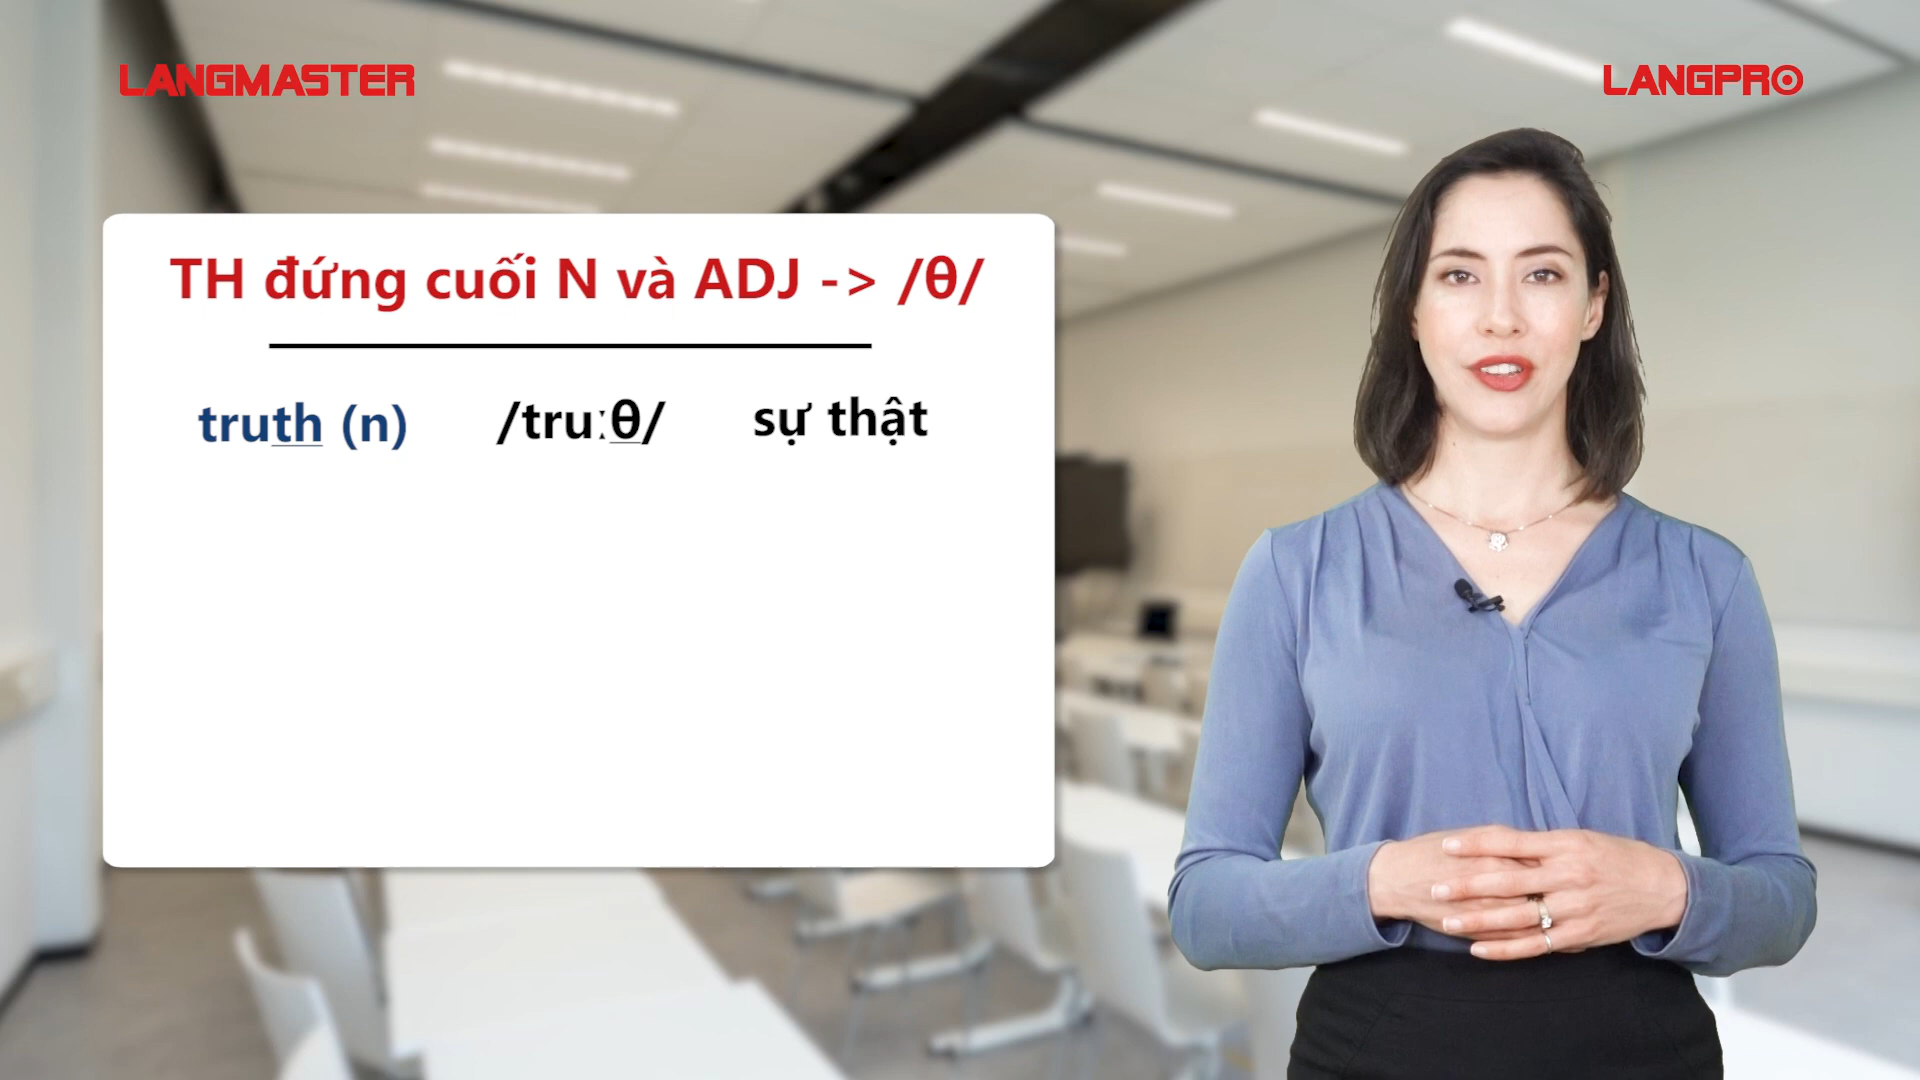 LANGMASTER
LANGPRO
TH đứng cuối N và ADJ -> /θ/
truth (n) /truːθ/ sự thật